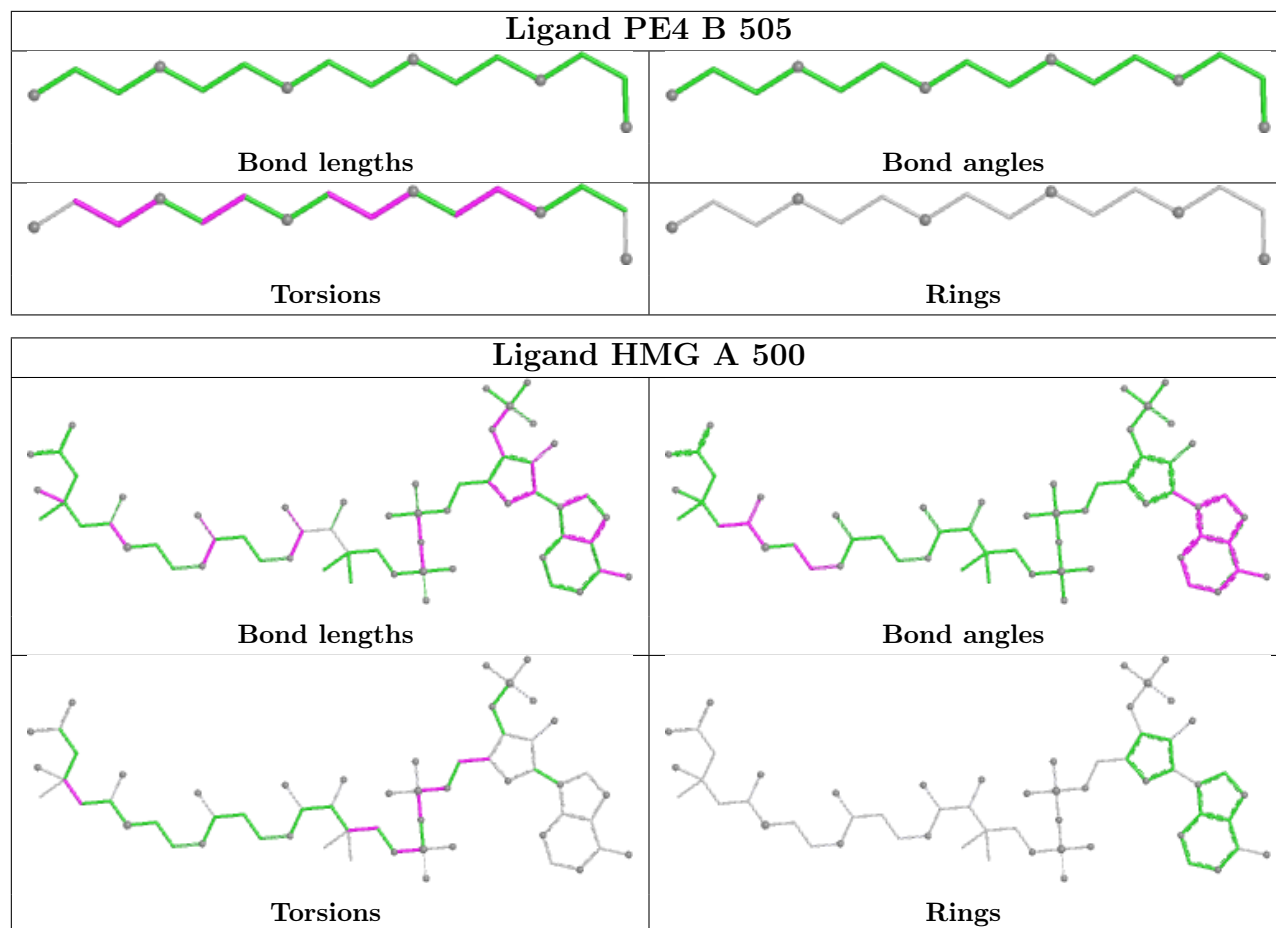 Ligand PE4 B 505
Bond lengths
Bond angles
Torsions
Rings
Ligand HMG A 500
Bond lengths
Bond angles
Torsions
Rings